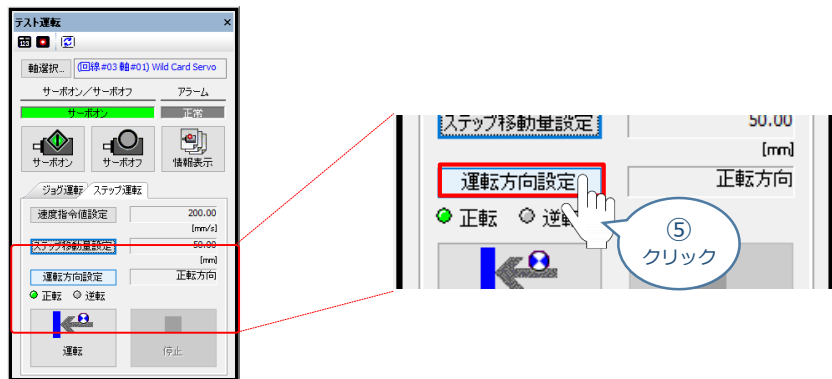 テスト運転
軸選択...
(回線#03 軸#01) Wild Card Servo
サーボオン／サーボオフ
アラーム
サーボオン
正常
サーボオン
サーボオフ
情報表示
ジョグ運転
ステップ運転
速度指令値設定
200.00
[mm/s]
ステップ移動量設定
50.00
[mm]
運転方向設定
正転方向
正転
逆転
運転
停止
ステップ移動量設定
50.00
[mm]
運転方向設定
正転方向
正転
逆転
⑤
クリック